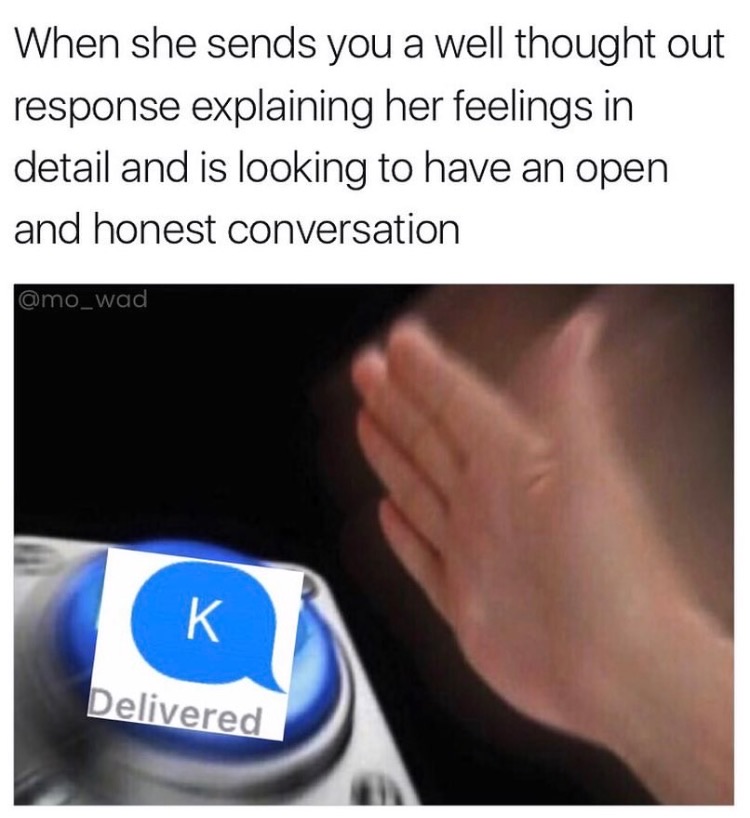 When she sends you a well thought out
response explaining her feelings in
detail and is looking to have an open
and honest conversation
@mo_wad
K
Delivered